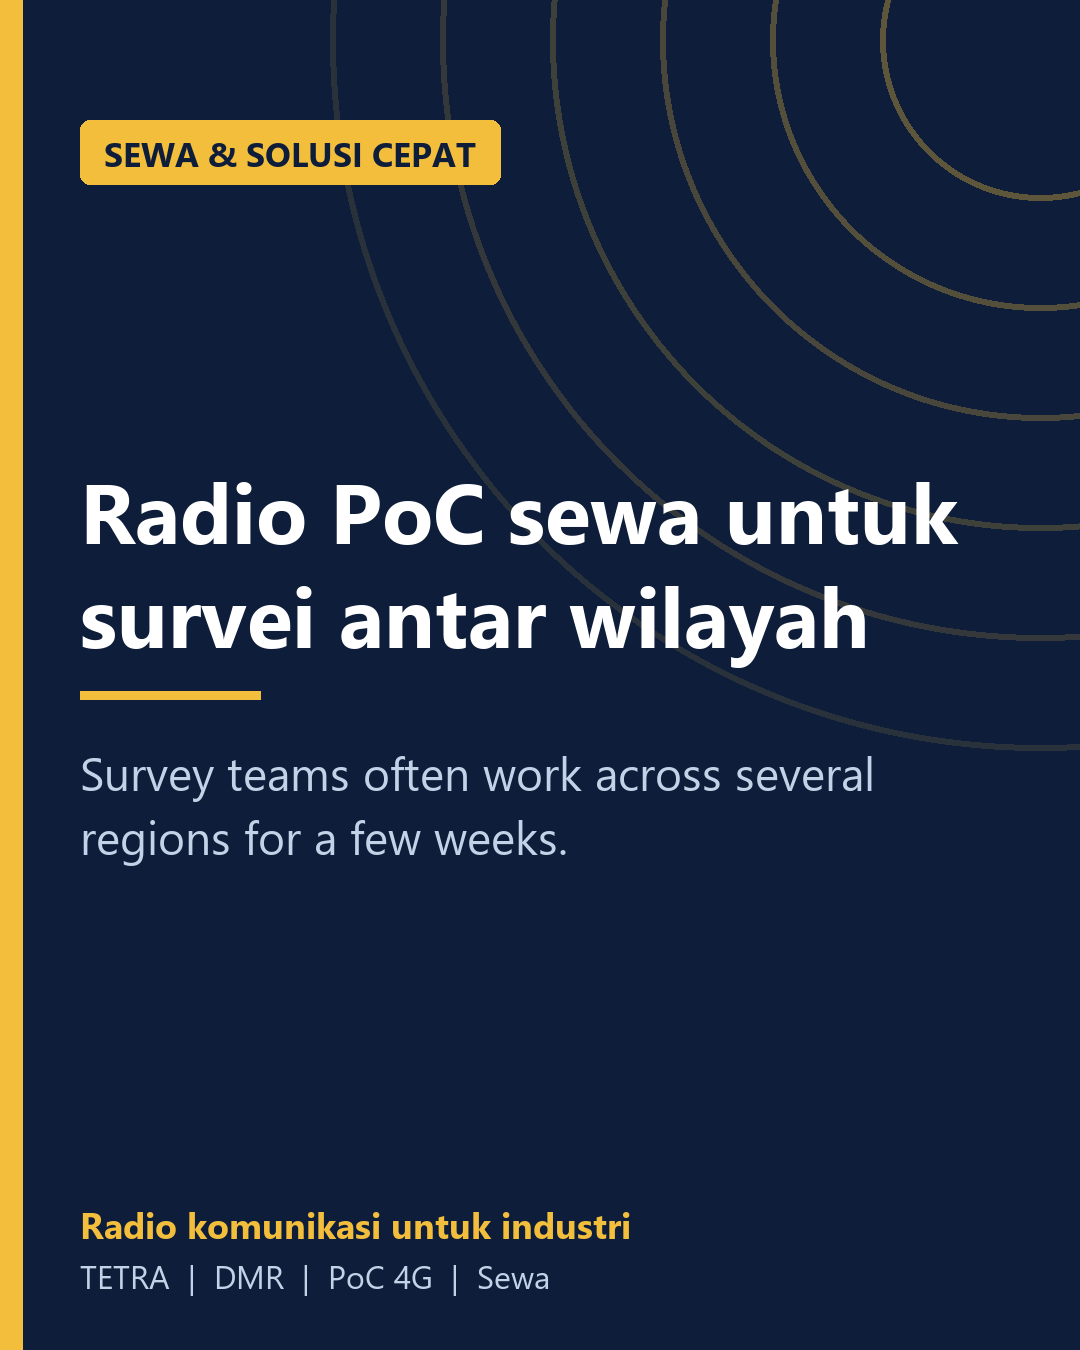 SEWA & SOLUSI CEPAT
Radio PoC sewa untuk
survei antar wilayah
Survey teams often work across several
regions for a few weeks.
Radio komunikasi untuk industri
TETRA | DMR | PoC 4G | Sewa